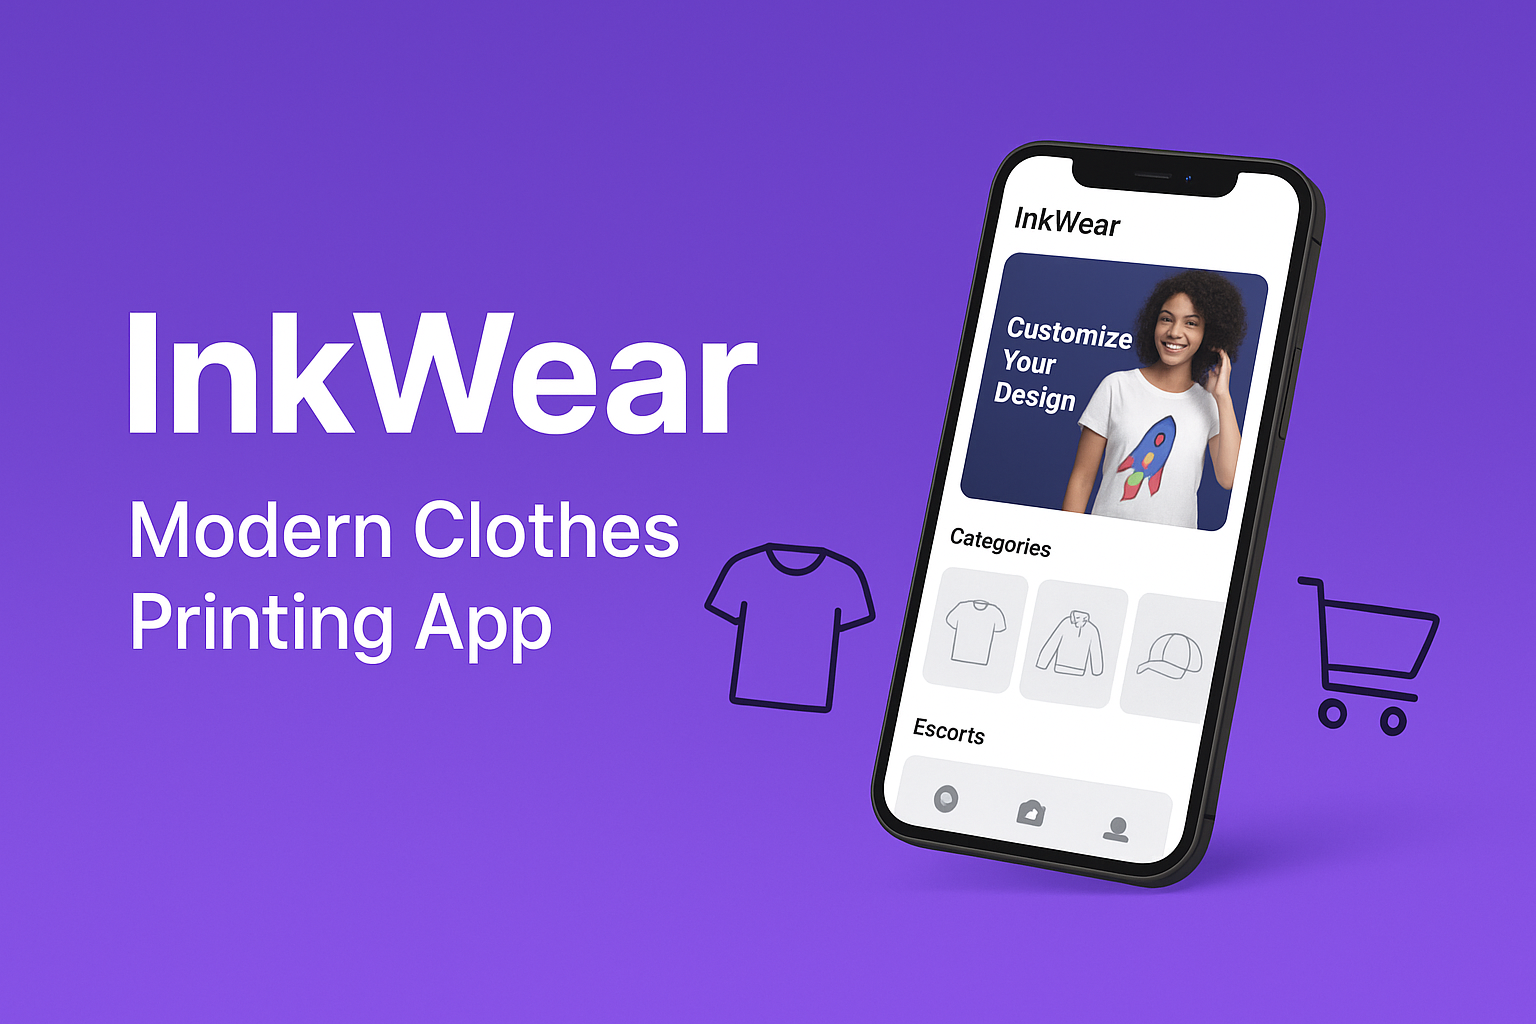 InkWear
Modern Clothes
Printing App
InkWear
Customize
Your
Design
Categories
Escorts